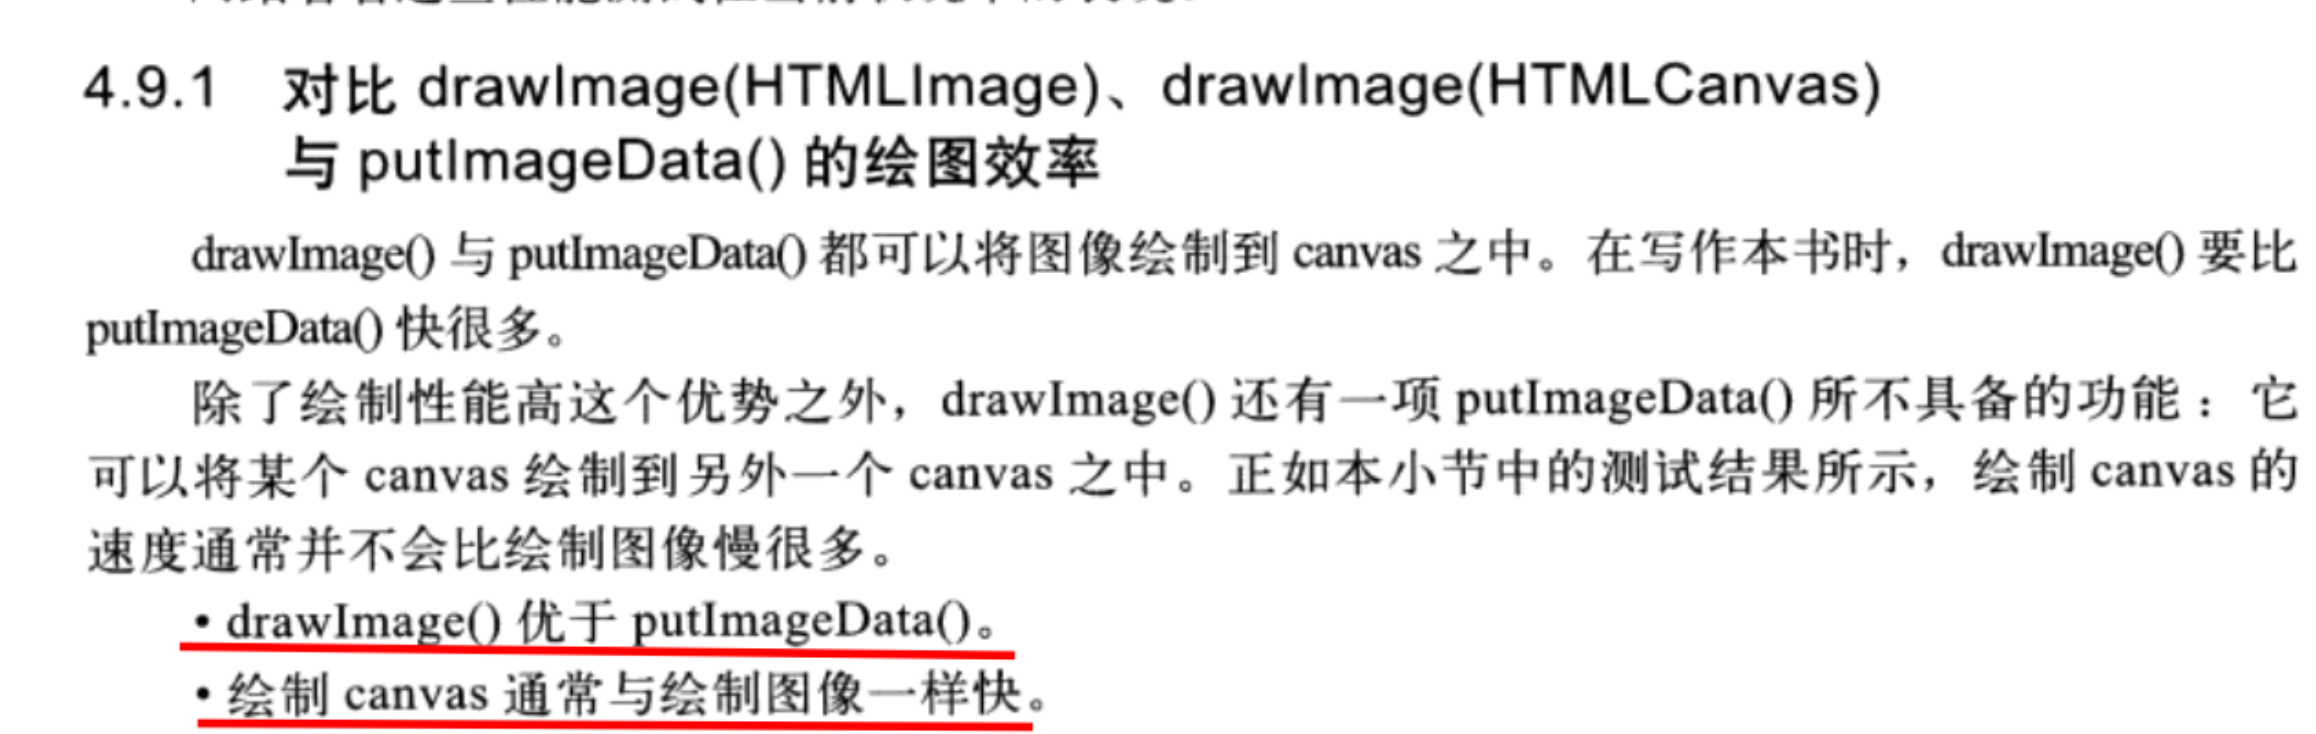 4.9.1 对比 drawImage(HTMLImage)、drawImage(HTMLCanvas)
与 putImageData() 的绘图效率
drawImage() 与 putImageData() 都可以将图像绘制到 canvas 之中。在写作本书时，drawImage() 要比
putImageData() 快很多。
除了绘制性能高这个优势之外，drawImage() 还有一项 putImageData() 所不具备的功能：它
可以将某个 canvas 绘制到另外一个 canvas 之中。正如本小节中的测试结果所示，绘制 canvas 的
速度通常并不会比绘制图像慢很多。
• drawImage() 优于 putImageData()。
• 绘制 canvas 通常与绘制图像一样快。